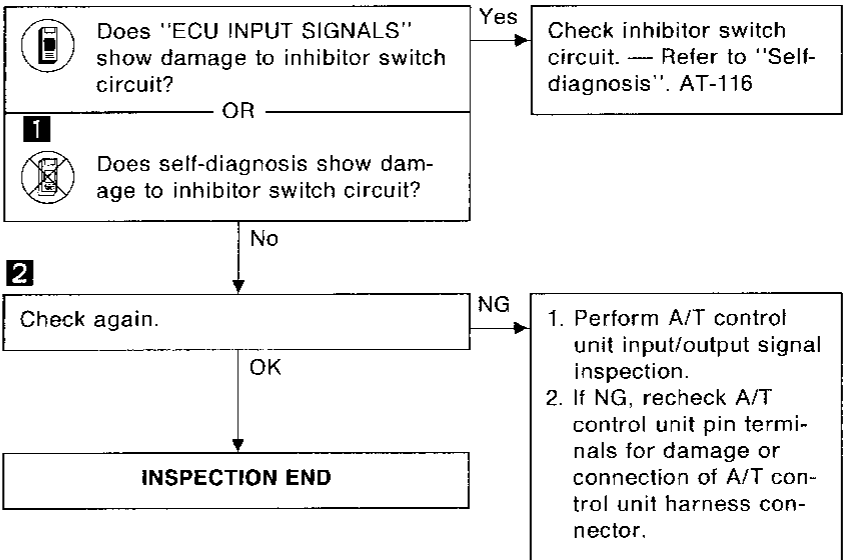 Does "ECU INPUT SIGNALS"
show damage to inhibitor switch
circuit?
Yes
Check inhibitor switch
circuit. — Refer to "Self-
diagnosis". AT-116
OR
1
Does self-diagnosis show dam-
age to inhibitor switch circuit?
No
2
Check again.
NG
1. Perform A/T control
unit input/output signal
inspection.
2. If NG, recheck A/T
control unit pin termi-
nals for damage or
connection of A/T con-
trol unit harness con-
nector.
OK
INSPECTION END